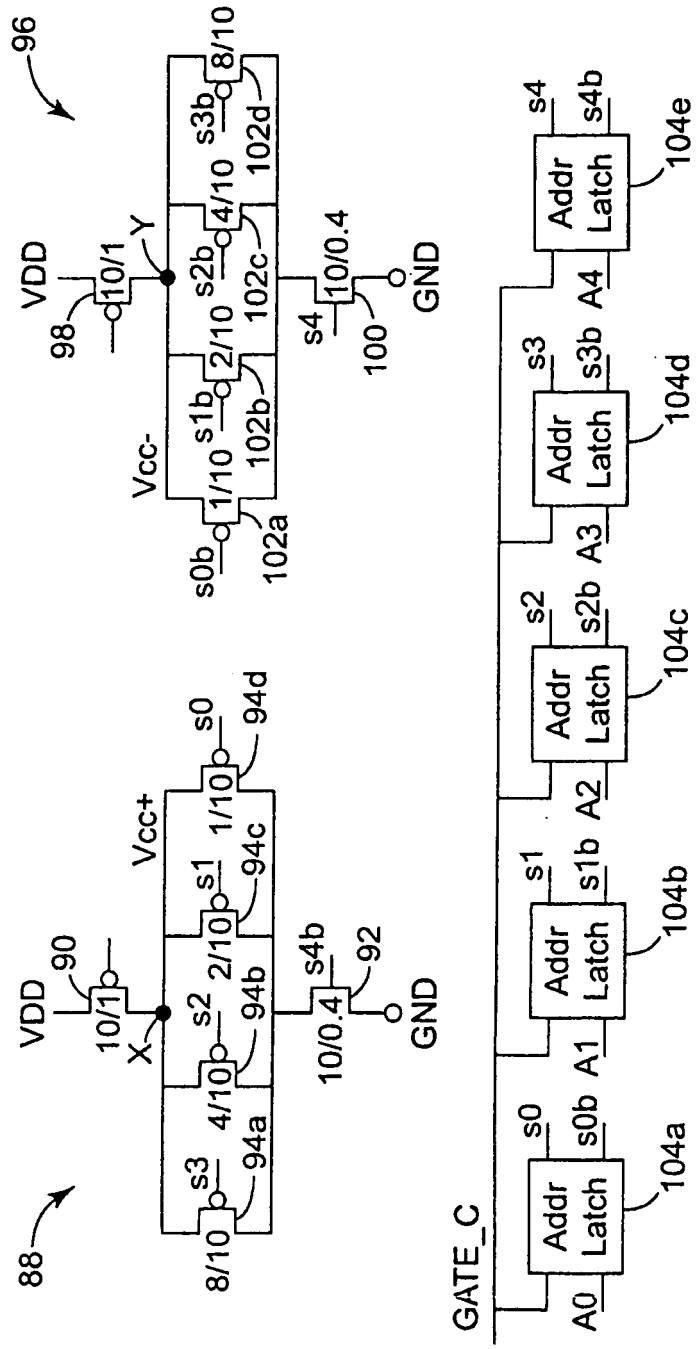 88
VDD
90
10/1
X
Vcc+
s3
s2
s1
s0
8/10
4/10
2/10
1/10
94a
94b
94c
94d
10/0.4
s4b
92
GND
96
VDD
98
10/1
Y
Vcc-
s0b
s1b
s2b
s3b
1/10
2/10
4/10
8/10
102a
102b
102c
102d
s4
10/0.4
100
GND
GATE_C
A0
Addr
Latch
s0
s0b
104a
A1
Addr
Latch
s1
s1b
104b
A2
Addr
Latch
s2
s2b
104c
A3
Addr
Latch
s3
s3b
104d
A4
Addr
Latch
s4
s4b
104e